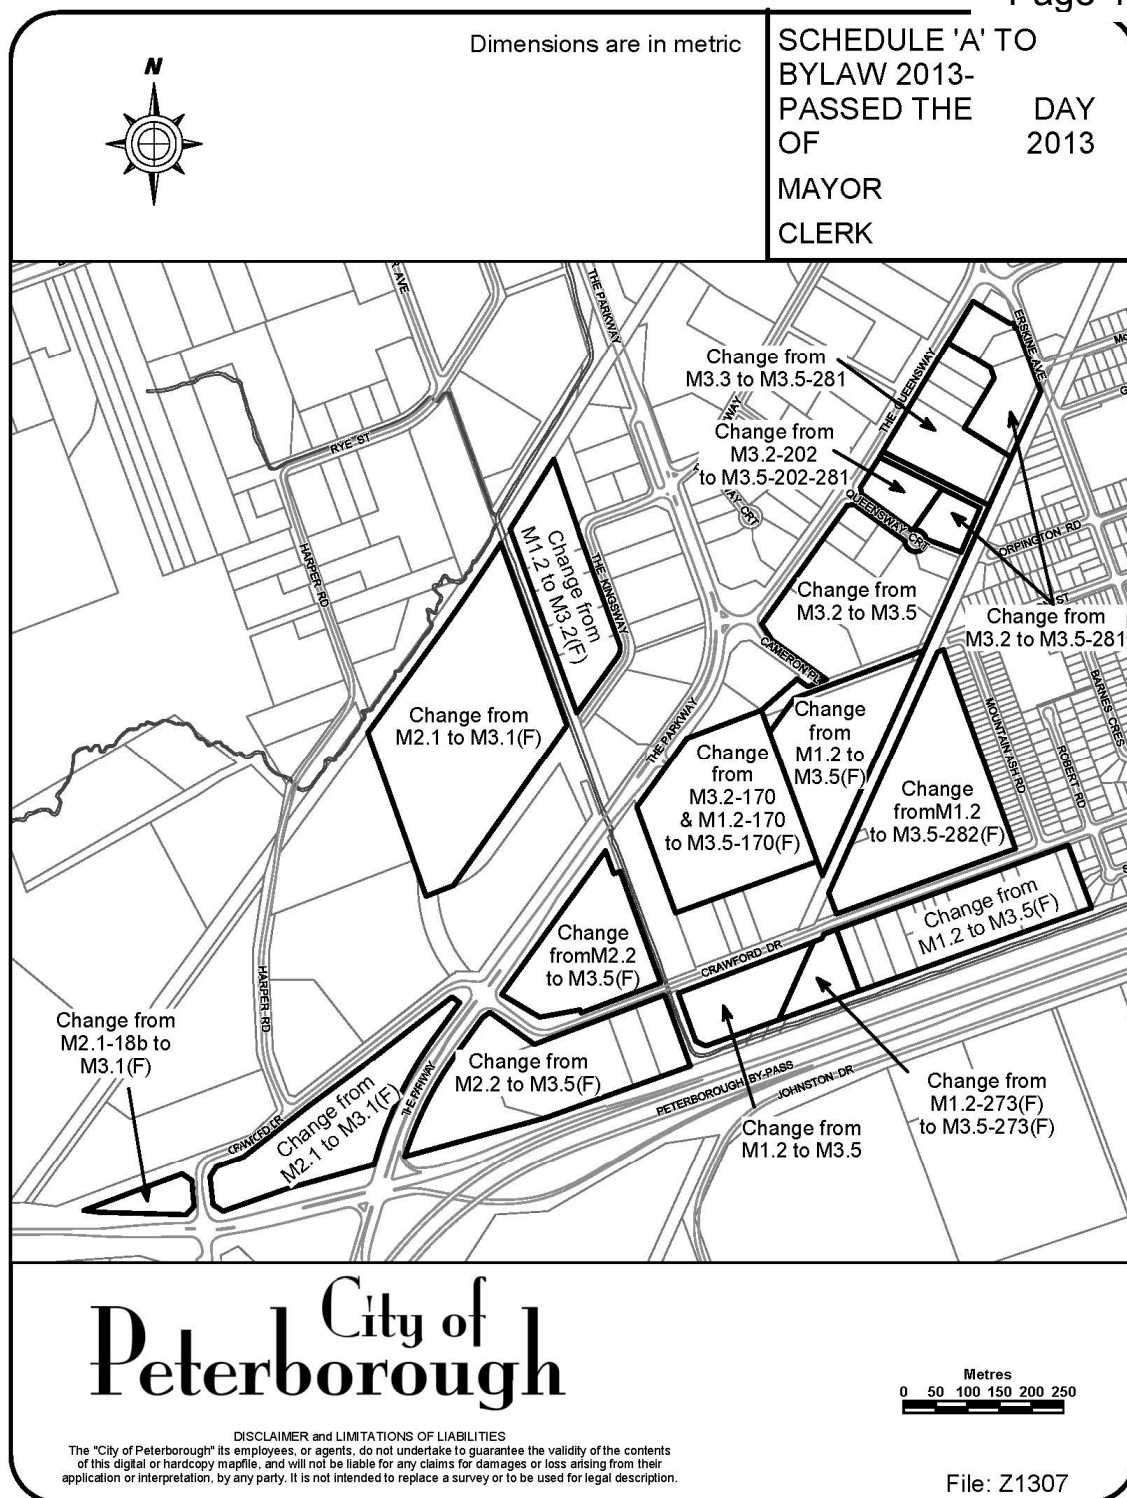 Dimensions are in metric
SCHEDULE 'A' TO
BYLAW 2013-
PASSED THE DAY
OF 2013
MAYOR
CLERK
N
THE PARKWAY
ERSKINE AVE
THE QUEENSWAY
Change from
M3.3 to M3.5-281
Change from
M3.2-202
to M3.5-202-281
RYE ST
QUEENSWAY CRT
ORPINGTON RD
HARPER RD
THE KINGSWAY
Change from
M1.2 to M3.2(F)
Change from
M3.2 to M3.5
Change from
M3.2 to M3.5-281
CAMERON PL
Change from
M2.1 to M3.1(F)
THE PARKWAY
Change
from
M1.2 to
M3.5(F)
MOUNTAIN ASH RD
BARNES CRES
ROBERT RD
Change
from
M3.2-170
& M1.2-170
to M3.5-170(F)
Change
fromM1.2
to M3.5-282(F)
Change from
M1.2 to M3.5(F)
Change
fromM2.2
to M3.5(F)
CRAWFORD DR
HARPER RD
Change from
M2.1-18b to
M3.1(F)
Change from
M2.2 to M3.5(F)
Change from
M2.1 to M3.1(F)
THE PARKWAY
CRAWFORD DR
PETERBOROUGH BY-PASS
JOHNSTON DR
Change from
M1.2-273(F)
to M3.5-273(F)
Change from
M1.2 to M3.5
City of
Peterborough
Metres
0 50 100 150 200 250
DISCLAIMER and LIMITATIONS OF LIABILITIES
The "City of Peterborough" its employees, or agents, do not undertake to guarantee the validity of the contents
of this digital or hardcopy mapfile, and will not be liable for any claims for damages or loss arising from their
application or interpretation, by any party. It is not intended to replace a survey or to be used for legal description.
File: Z1307